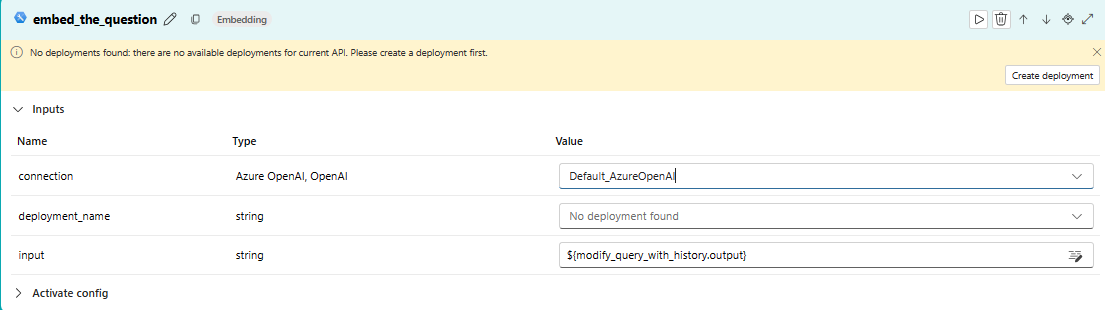 embed_the_question Embedding
No deployments found: there are no available deployments for current API. Please create a deployment first.
Create deployment
Inputs
Name Type Value
connection Azure OpenAI, OpenAI Default_AzureOpenAI
deployment_name string No deployment found
input string ${modify_query_with_history.output}
Activate config